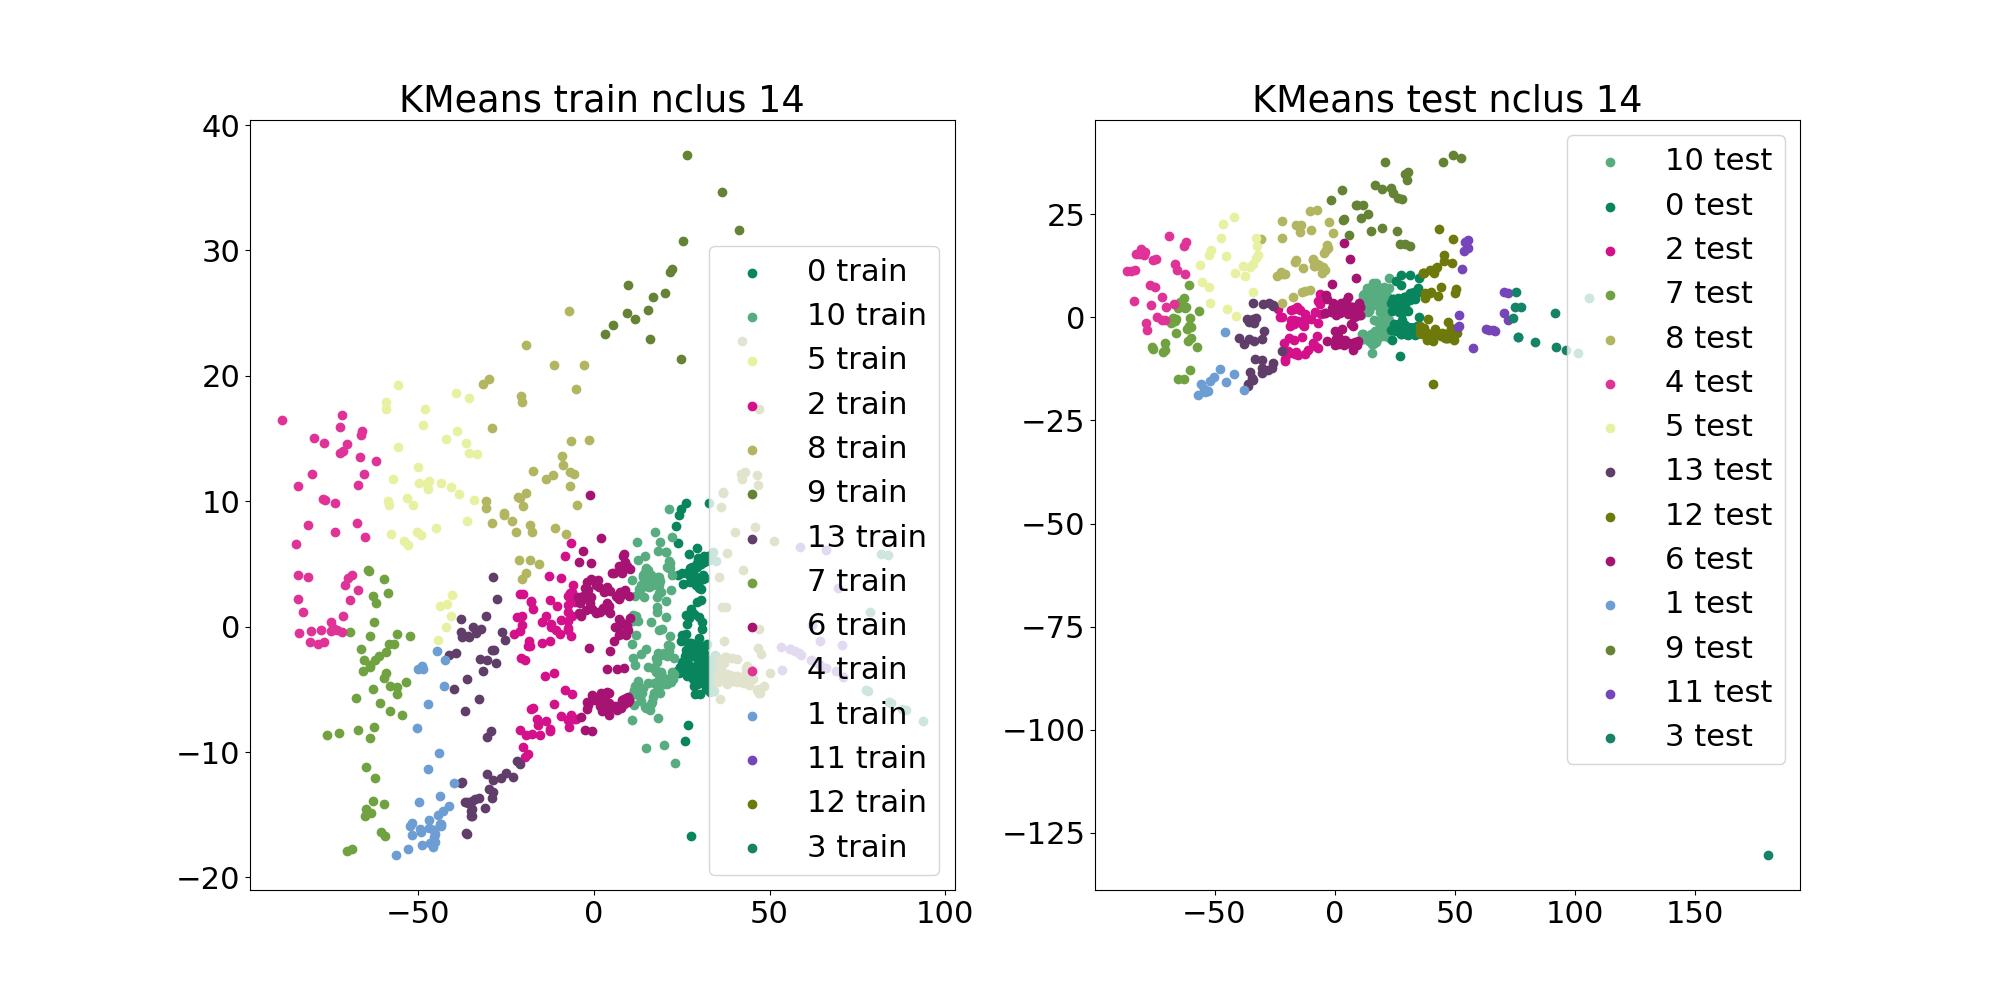 KMeans train nclus 14
40
30
20
10
0
−10
−20
−50
0
50
100
0 train
10 train
5 train
2 train
8 train
9 train
13 train
7 train
6 train
4 train
1 train
11 train
12 train
3 train
KMeans test nclus 14
25
0
−25
−50
−75
−100
−125
−50
0
50
100
150
10 test
0 test
2 test
7 test
8 test
4 test
5 test
13 test
12 test
6 test
1 test
9 test
11 test
3 test